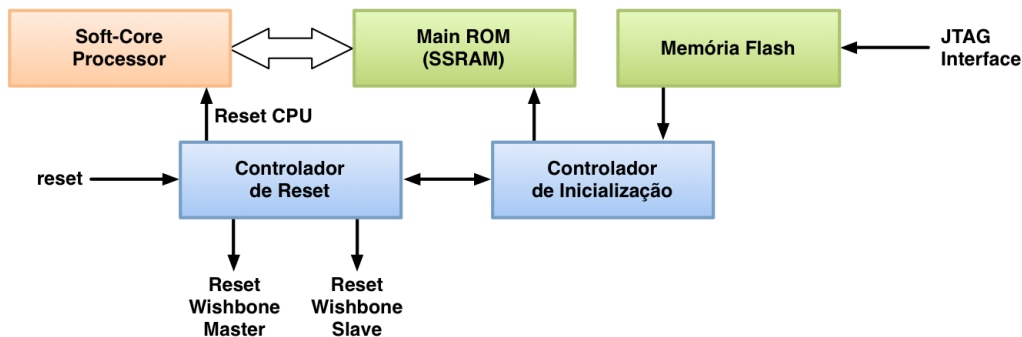 Soft-Core
Processor
Main ROM
(SSRAM)
Memória Flash
JTAG
Interface
Reset CPU
reset
Controlador
de Reset
Controlador
de Inicialização
Reset
Wishbone
Master
Reset
Wishbone
Slave